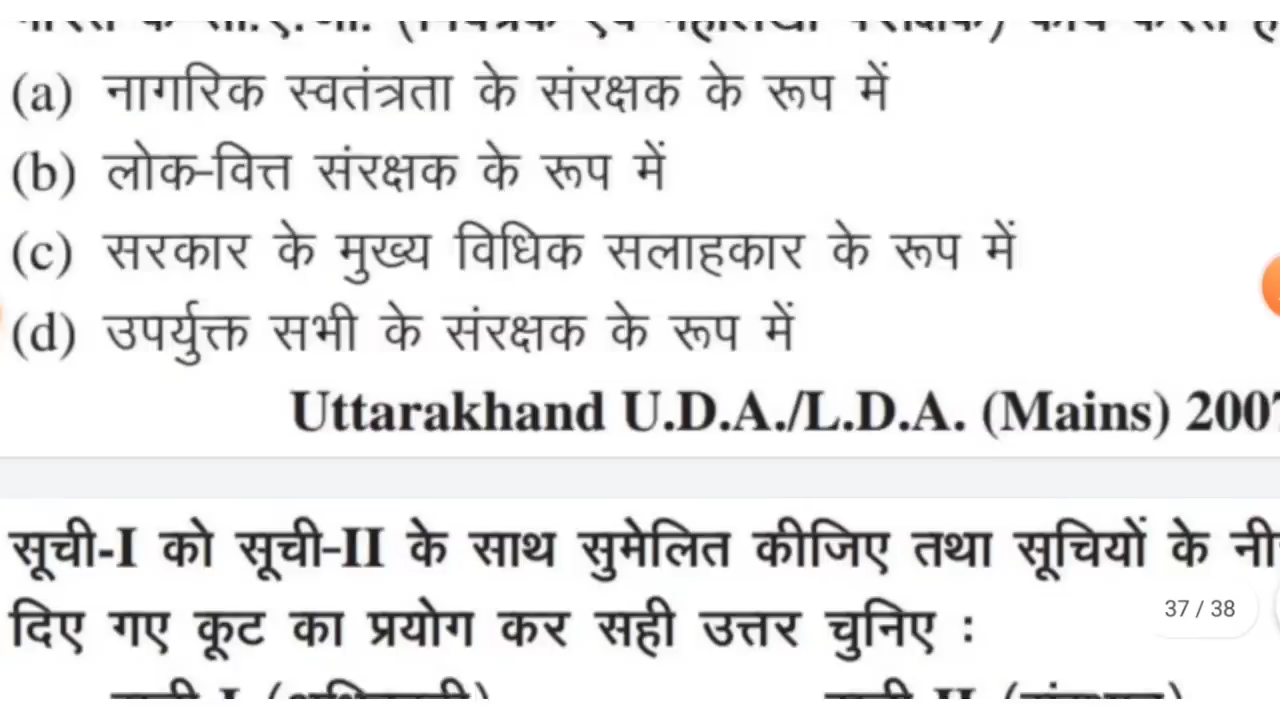 (a) नागरिक स्वतंत्रता के संरक्षक के रूप में
(b) लोक-वित्त संरक्षक के रूप में
(c) सरकार के मुख्य विधिक सलाहकार के रूप में
(d) उपर्युक्त सभी के संरक्षक के रूप में
Uttarakhand U.D.A./L.D.A. (Mains) 2007
सूची-I को सूची-II के साथ सुमेलित कीजिए तथा सूचियों के
दिए गए कूट का प्रयोग कर सही उत्तर चुनिए :
37 / 38